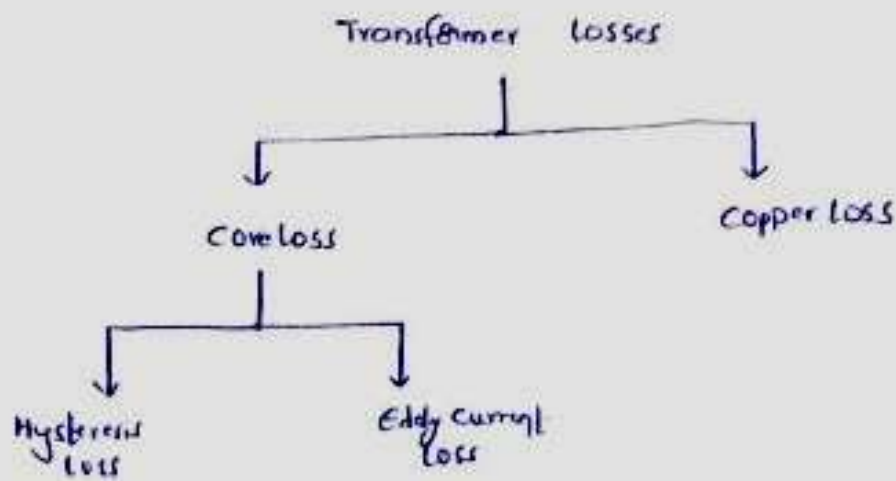 Transformer losses
Core loss
Copper loss
Hysteresis
loss
Eddy Current
loss